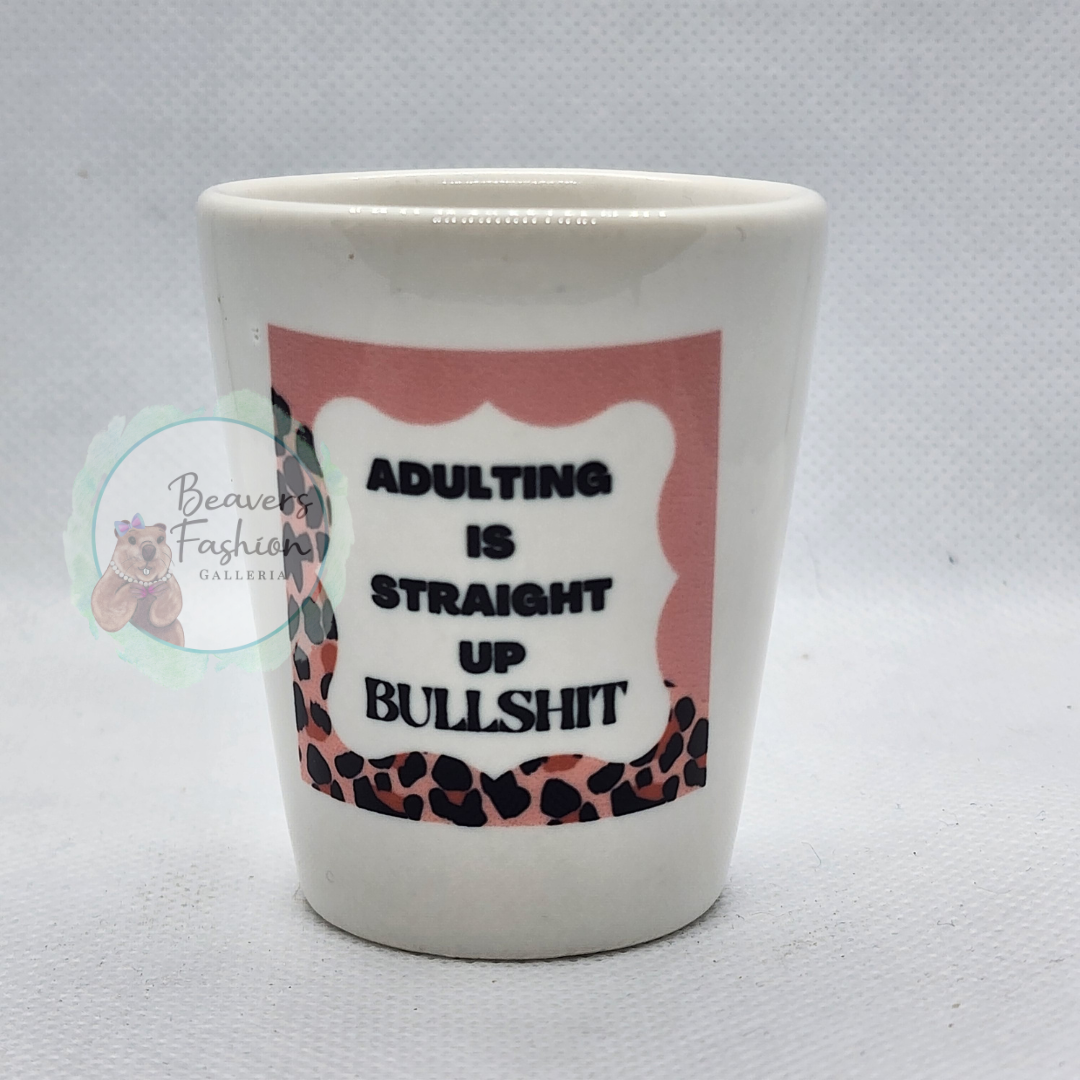 ADULTING
IS
STRAIGHT
UP
BULLSHIT
Beavers
Fashion
GALLERIA